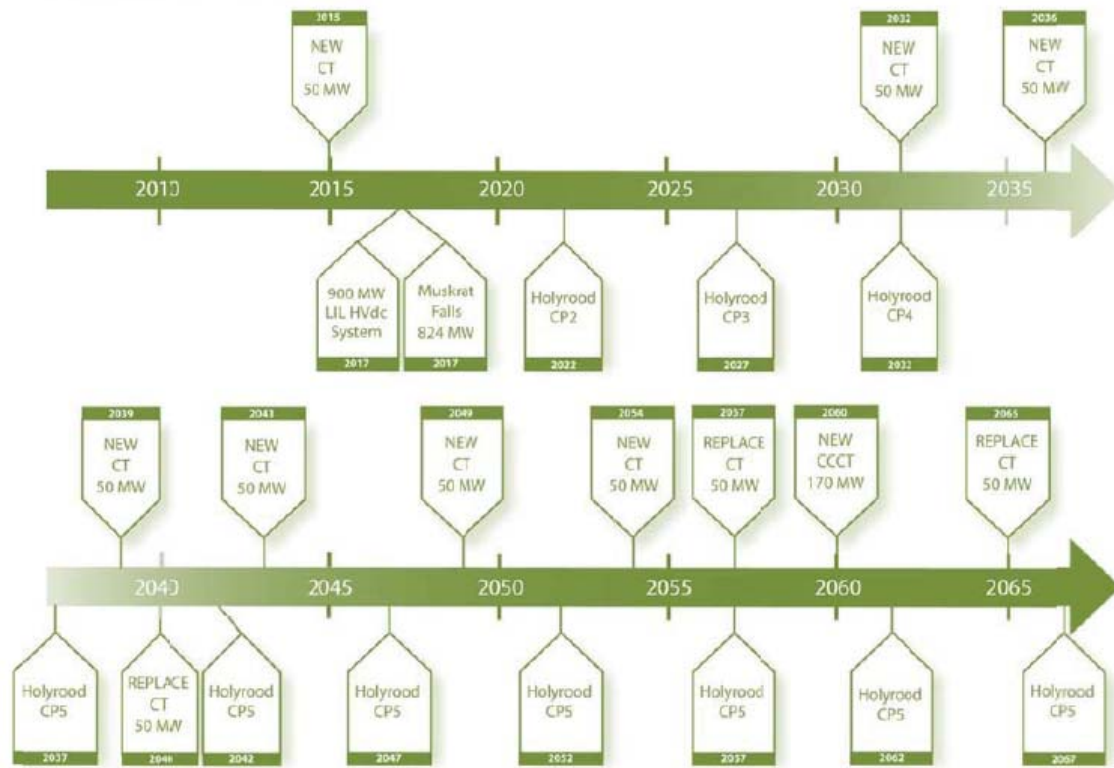 2015
NEW
CT
50 MW
2032
NEW
CT
50 MW
2036
NEW
CT
50 MW
2010
2015
2020
2025
2030
2035
900 MW
LIL HVdc
System
2017
Muskrat
Falls
824 MW
2017
Holyrood
CP2
2022
Holyrood
CP3
2027
Holyrood
CP4
2032
2039
NEW
CT
50 MW
2043
NEW
CT
50 MW
2049
NEW
CT
50 MW
2054
NEW
CT
50 MW
2057
REPLACE
CT
50 MW
2060
NEW
CCCT
170 MW
2065
REPLACE
CT
50 MW
2040
2045
2050
2055
2060
2065
Holyrood
CP5
2037
REPLACE
CT
50 MW
2040
Holyrood
CP5
2042
Holyrood
CP5
2047
Holyrood
CP5
2052
Holyrood
CP5
2057
Holyrood
CP5
2062
Holyrood
CP5
2067